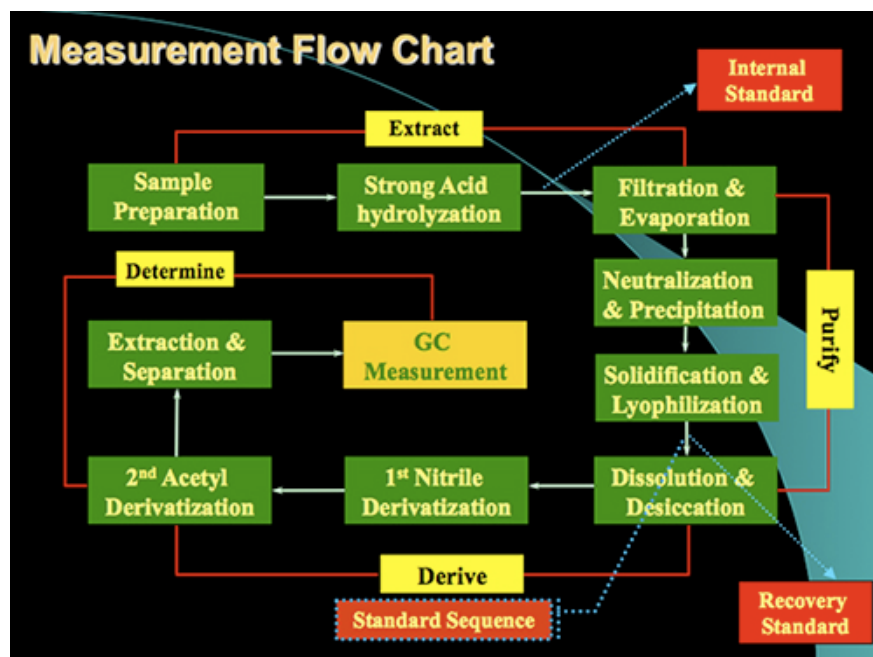 Measurement Flow Chart
Internal
Standard
Extract
Sample
Preparation
Strong Acid
hydrolyzation
Filtration &
Evaporation
Determine
Neutralization
& Precipitation
Purify
Extraction &
Separation
GC
Measurement
Solidification &
Lyophilization
2nd Acetyl
Derivatization
1st Nitrile
Derivatization
Dissolution &
Desiccation
Derive
Standard Sequence
Recovery
Standard